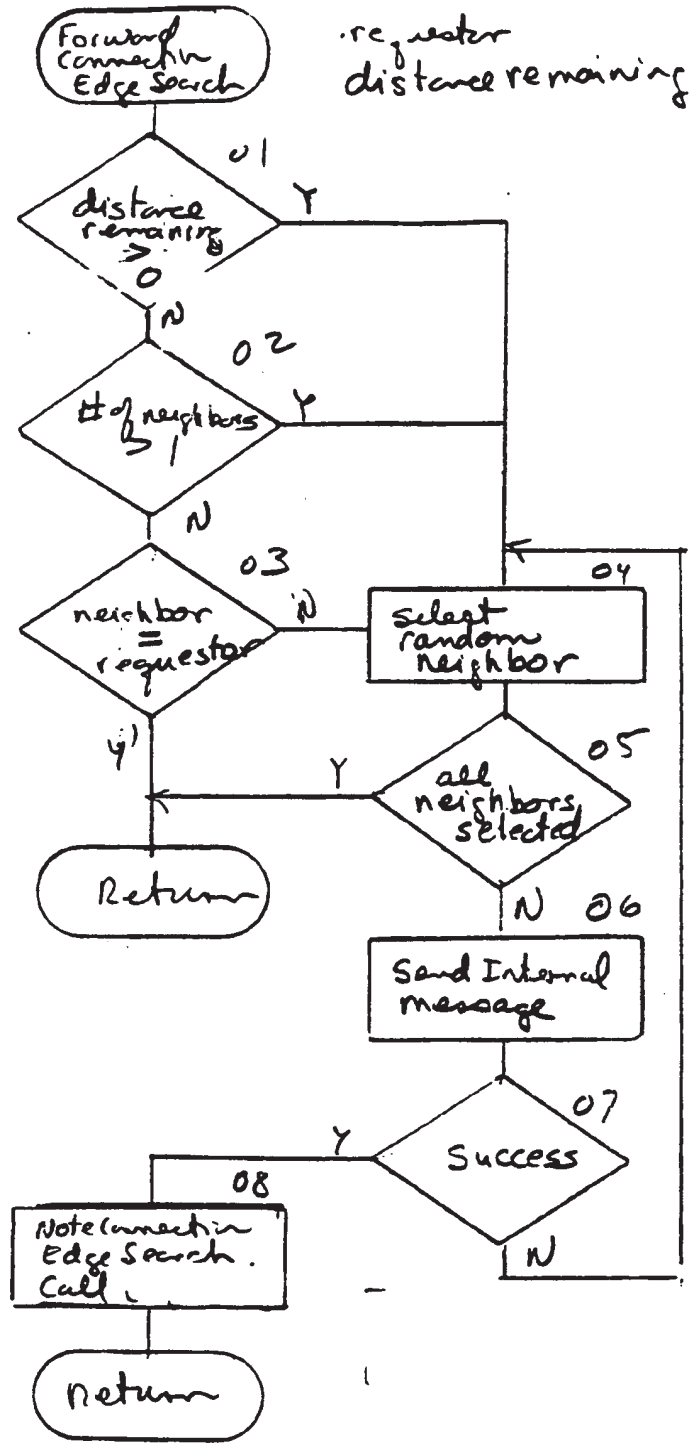 Forward
Connection
Edge Search
requestor
distance remaining
01
distance
remaining
>
0
Y
N
02
# of neighbors
> 1
Y
N
03
neighbor
=
requestor
N
Y
04
select
random
neighbor
05
all
neighbors
selected
Y
N
Return
06
Send Internal
message
07
Success
Y
N
08
Note Connection
Edge Search
Call
Return